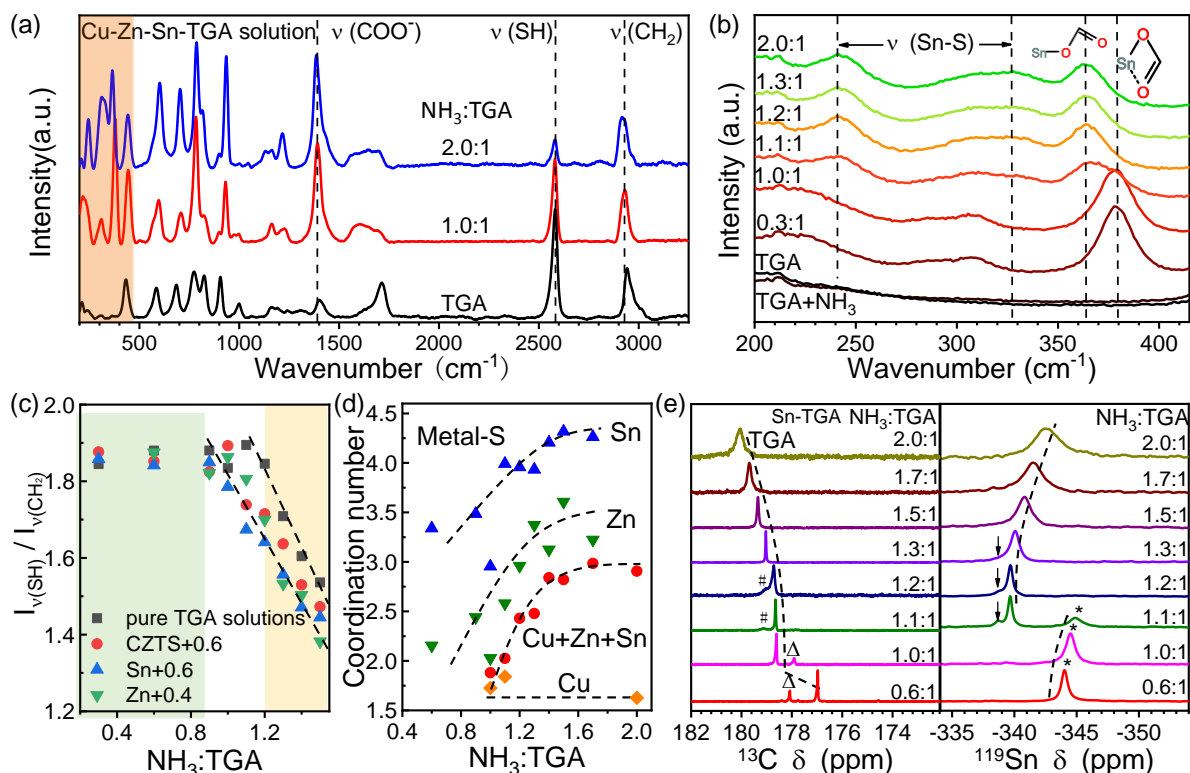 (a)
Cu-Zn-Sn-TGA solution
ν (COO⁻)
ν (SH)
ν (CH₂)
NH₃:TGA
2.0:1
1.0:1
TGA
Intensity(a.u.)
500 1000 1500 2000 2500 3000
Wavenumber (cm⁻¹)
(b)
ν (Sn-S)
Sn O O
Sn O O
2.0:1
1.3:1
1.2:1
1.1:1
1.0:1
0.3:1
TGA
TGA+NH₃
Intensity (a.u.)
200 250 300 350 400
Wavenumber (cm⁻¹)
(c)
I ν(SH) / I ν(CH₂)
2.0
1.8
1.6
1.4
1.2
pure TGA solutions
CZTS+0.6
Sn+0.6
Zn+0.4
0.4 0.8 1.2
NH₃:TGA
(d)
Metal-S
Sn
Zn
Cu+Zn+Sn
Cu
Coordination number
4.5
4.0
3.5
3.0
2.5
2.0
1.5
0.6 0.9 1.2 1.5 1.8 2.1
NH₃:TGA
(e)
Sn-TGA NH₃:TGA
TGA 2.0:1
1.7:1
1.5:1
1.3:1
# 1.2:1
# 1.1:1
Δ 1.0:1
Δ 0.6:1
182 180 178 176 174
¹³C δ (ppm)
NH₃:TGA
2.0:1
1.7:1
1.5:1
1.3:1
1.2:1
* 1.1:1
* 1.0:1
* 0.6:1
-335 -340 -345 -350
¹¹⁹Sn δ (ppm)